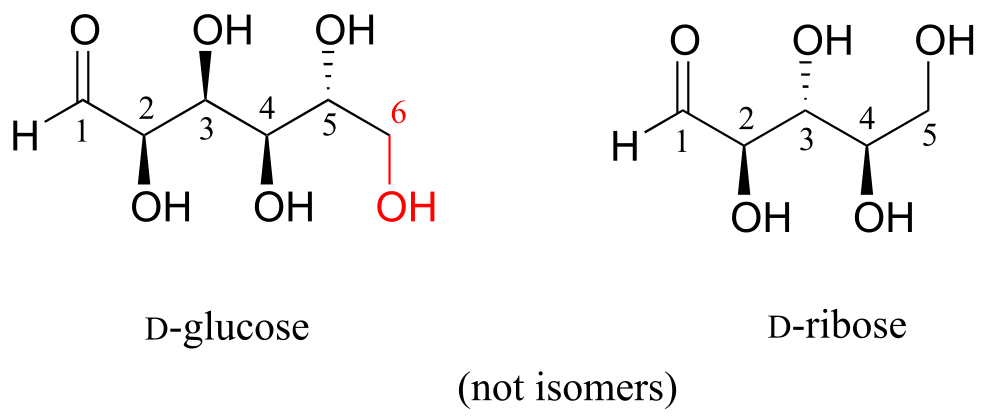 O OH OH O OH OH
1 2 3 4 5 6 1 2 3 4 5
H OH OH OH H OH OH
D-glucose D-ribose
(not isomers)